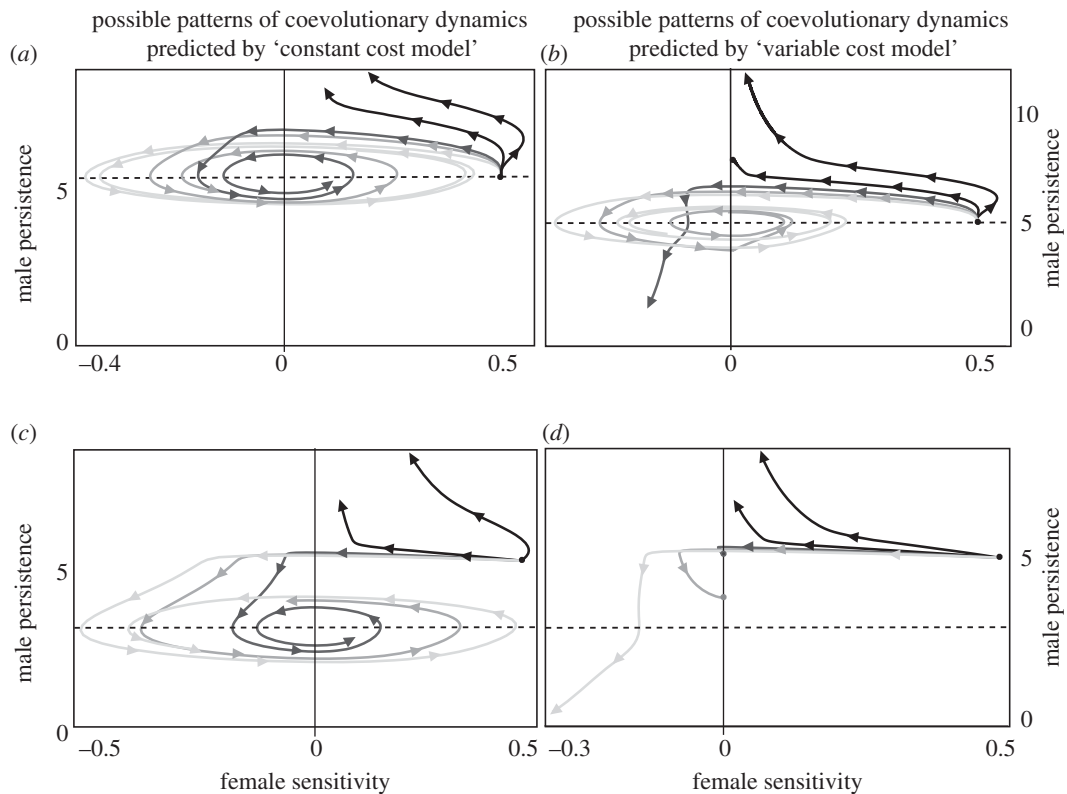 possible patterns of coevolutionary dynamics
predicted by ‘constant cost model’
possible patterns of coevolutionary dynamics
predicted by ‘variable cost model’
(a)
male persistence
5
0
–0.4
0
0.5
(b)
10
5
0
male persistence
0
0.5
(c)
male persistence
5
0
–0.5
0
0.5
female sensitivity
(d)
5
0
male persistence
–0.3
0
0.5
female sensitivity